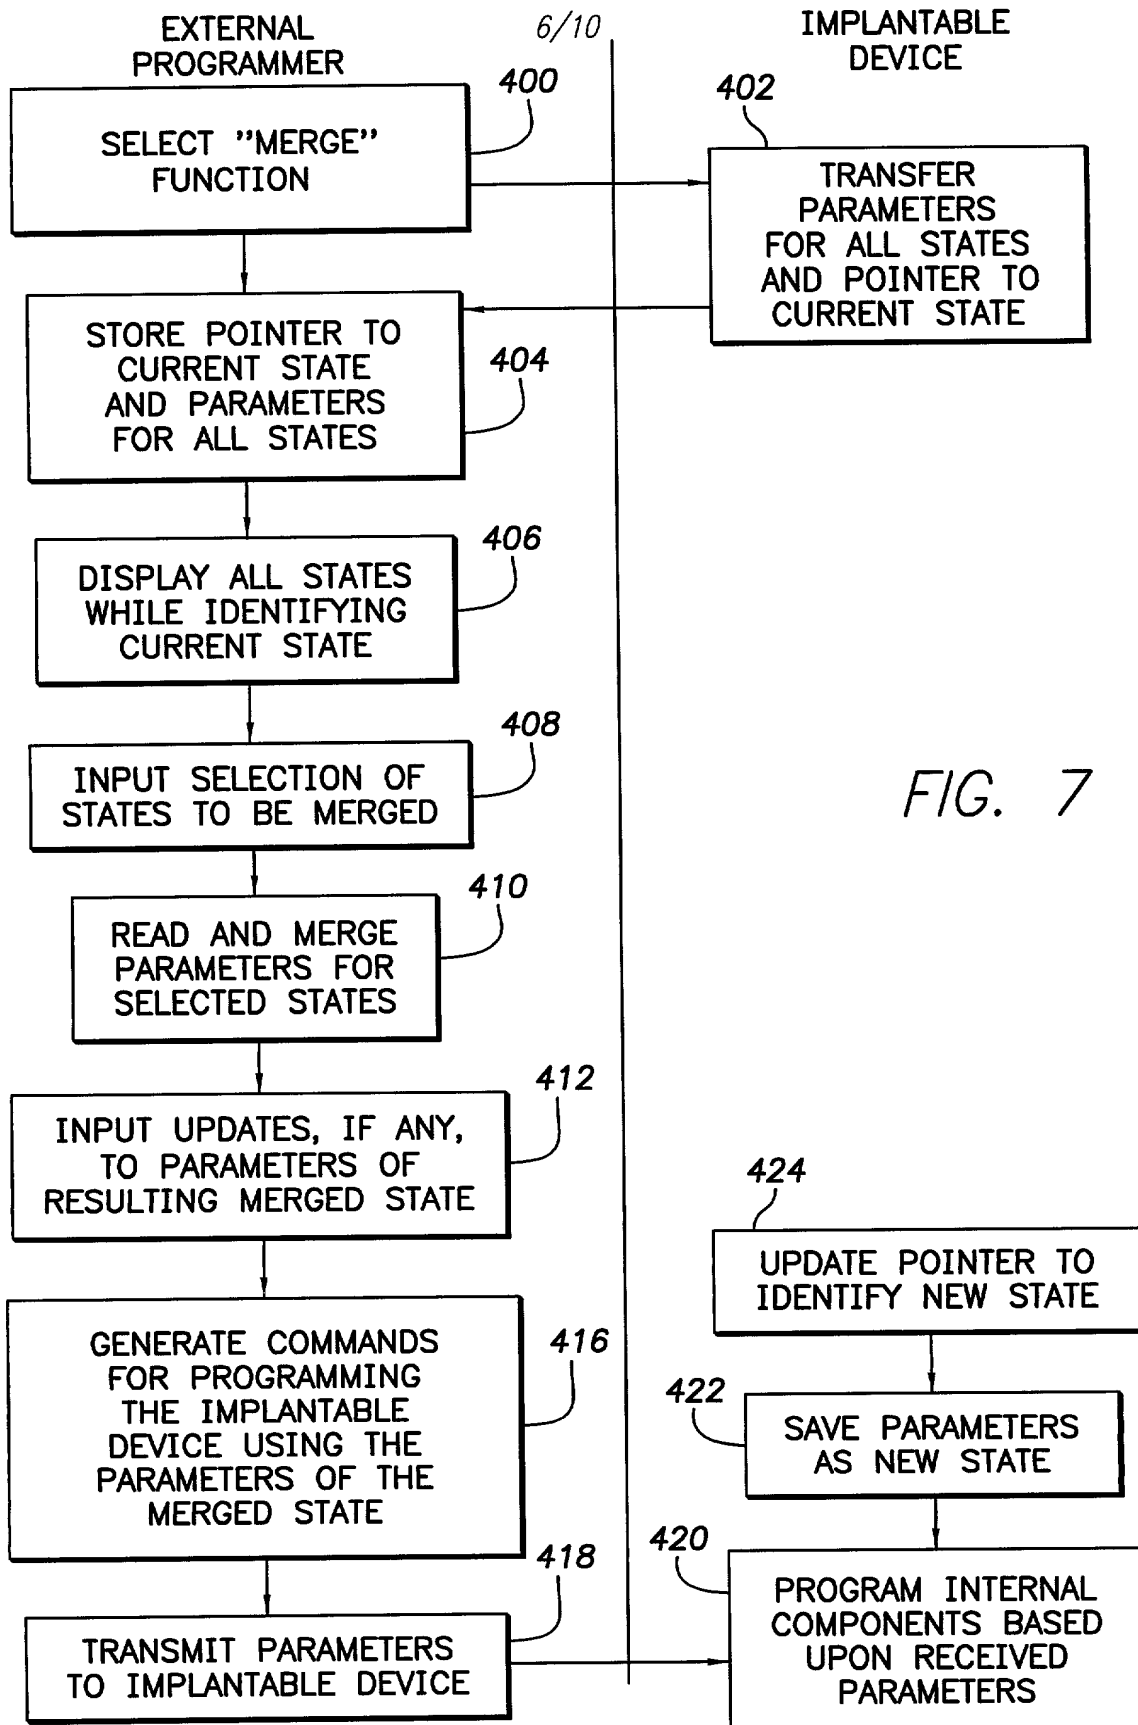 EXTERNAL
PROGRAMMER
6/10
IMPLANTABLE
DEVICE
400
SELECT "MERGE"
FUNCTION
402
TRANSFER
PARAMETERS
FOR ALL STATES
AND POINTER TO
CURRENT STATE
STORE POINTER TO
CURRENT STATE
AND PARAMETERS
FOR ALL STATES
404
406
DISPLAY ALL STATES
WHILE IDENTIFYING
CURRENT STATE
408
INPUT SELECTION OF
STATES TO BE MERGED
FIG. 7
410
READ AND MERGE
PARAMETERS FOR
SELECTED STATES
412
INPUT UPDATES, IF ANY,
TO PARAMETERS OF
RESULTING MERGED STATE
416
GENERATE COMMANDS
FOR PROGRAMMING
THE IMPLANTABLE
DEVICE USING THE
PARAMETERS OF THE
MERGED STATE
418
TRANSMIT PARAMETERS
TO IMPLANTABLE DEVICE
424
UPDATE POINTER TO
IDENTIFY NEW STATE
422
SAVE PARAMETERS
AS NEW STATE
420
PROGRAM INTERNAL
COMPONENTS BASED
UPON RECEIVED
PARAMETERS